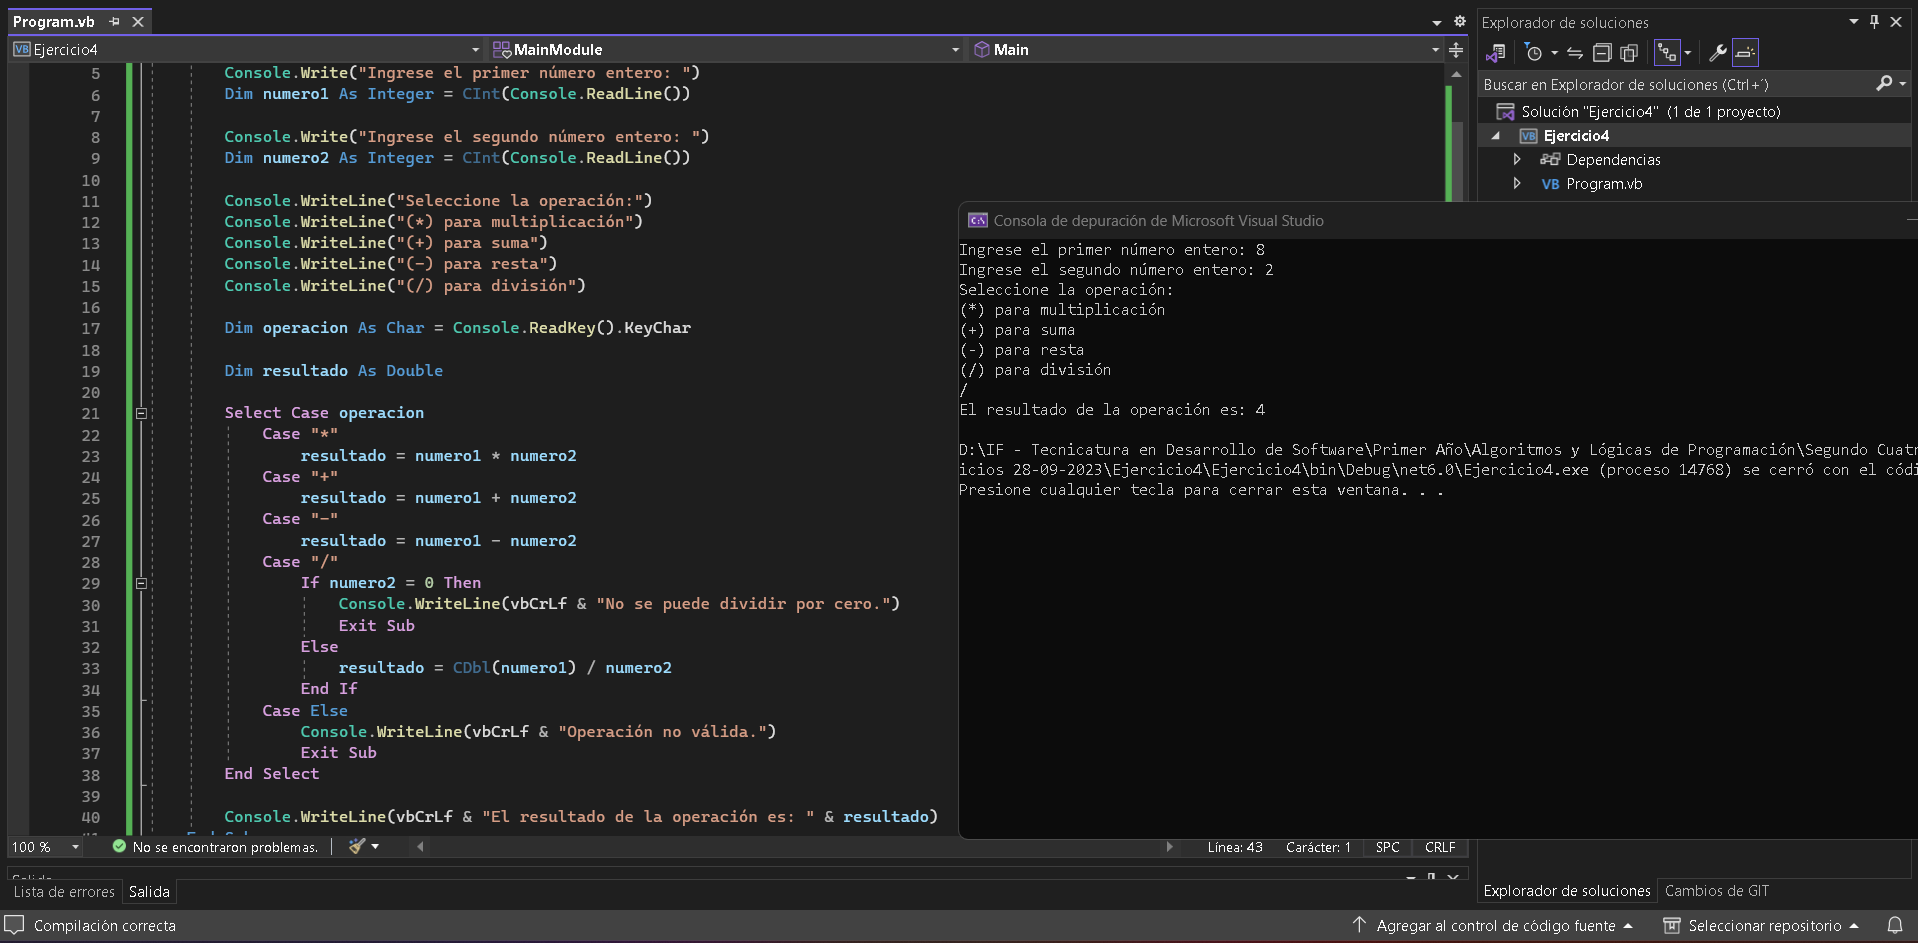 Program.vb
Ejercicio4
MainModule
Main
5 Console.Write("Ingrese el primer número entero: ")
6 Dim numero1 As Integer = CInt(Console.ReadLine())
7
8 Console.Write("Ingrese el segundo número entero: ")
9 Dim numero2 As Integer = CInt(Console.ReadLine())
10
11 Console.WriteLine("Seleccione la operación:")
12 Console.WriteLine("(*) para multiplicación")
13 Console.WriteLine("(+) para suma")
14 Console.WriteLine("(-) para resta")
15 Console.WriteLine("(/) para división")
16
17 Dim operacion As Char = Console.ReadKey().KeyChar
18
19 Dim resultado As Double
20
21 Select Case operacion
22 Case "*"
23 resultado = numero1 * numero2
24 Case "+"
25 resultado = numero1 + numero2
26 Case "-"
27 resultado = numero1 - numero2
28 Case "/"
29 If numero2 = 0 Then
30 Console.WriteLine(vbCrLf & "No se puede dividir por cero.")
31 Exit Sub
32 Else
33 resultado = CDbl(numero1) / numero2
34 End If
35 Case Else
36 Console.WriteLine(vbCrLf & "Operación no válida.")
37 Exit Sub
38 End Select
39
40 Console.WriteLine(vbCrLf & "El resultado de la operación es: " & resultado)
41 End Sub
100 %
No se encontraron problemas.
Línea: 43
Carácter: 1
SPC
CRLF
Salida
Lista de errores
Salida
Compilación correcta
Explorador de soluciones
Buscar en Explorador de soluciones (Ctrl+´)
Solución "Ejercicio4" (1 de 1 proyecto)
VB Ejercicio4
Dependencias
VB Program.vb
Consola de depuración de Microsoft Visual Studio
Ingrese el primer número entero: 8
Ingrese el segundo número entero: 2
Seleccione la operación:
(*) para multiplicación
(+) para suma
(-) para resta
(/) para división
/
El resultado de la operación es: 4
D:\IF - Tecnicatura en Desarrollo de Software\Primer Año\Algoritmos y Lógicas de Programación\Segundo Cuatr
icios 28-09-2023\Ejercicio4\Ejercicio4\bin\Debug\net6.0\Ejercicio4.exe (proceso 14768) se cerró con el códi
Presione cualquier tecla para cerrar esta ventana. . .
Explorador de soluciones
Cambios de GIT
Agregar al control de código fuente
Seleccionar repositorio